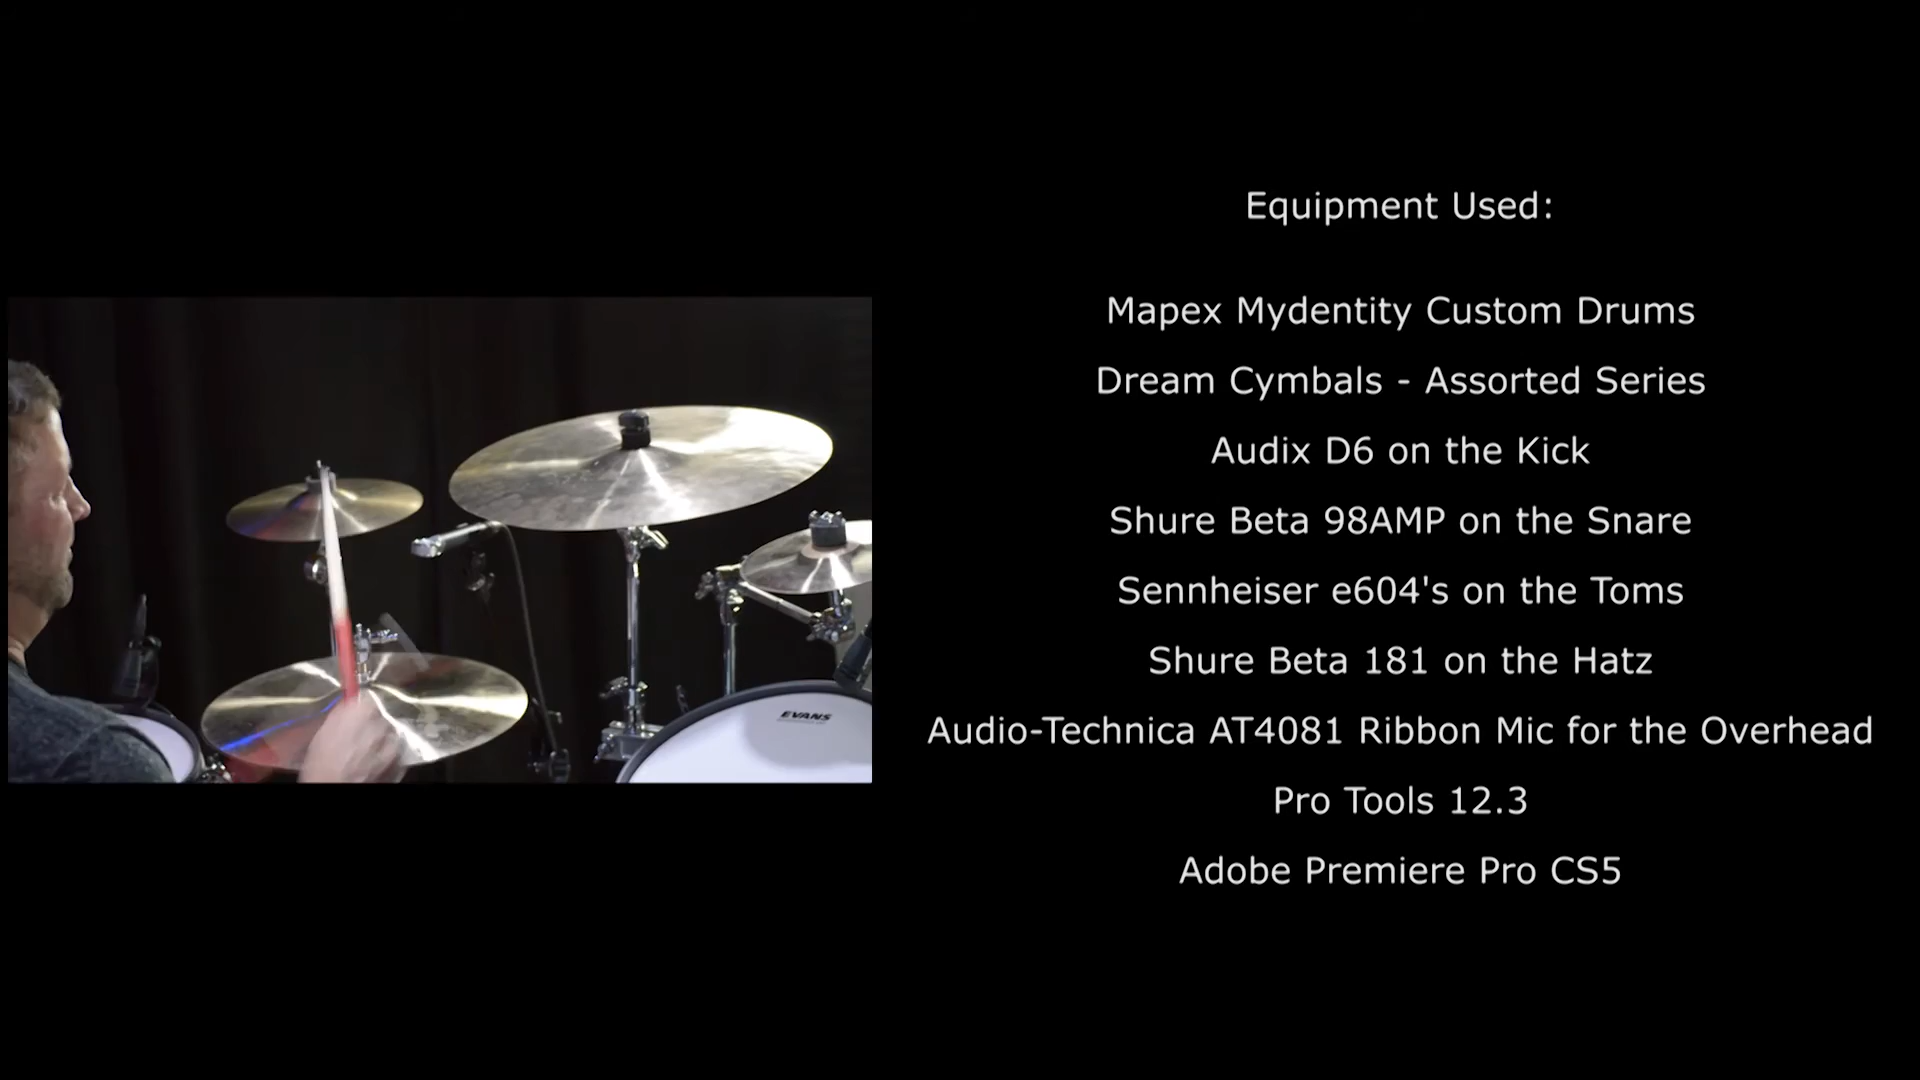 Equipment Used:
Mapex Mydentity Custom Drums
Dream Cymbals - Assorted Series
Audix D6 on the Kick
Shure Beta 98AMP on the Snare
Sennheiser e604's on the Toms
Shure Beta 181 on the Hatz
Audio-Technica AT4081 Ribbon Mic for the Overhead
Pro Tools 12.3
Adobe Premiere Pro CS5
EVANS